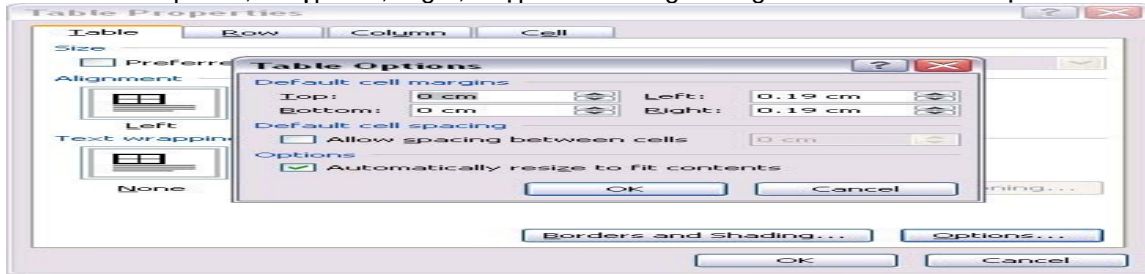 Table Properties
Table Row Column Cell
Size
Preferre
Table Options
Alignment
Default cell margins
Top: 0 cm Left: 0.19 cm
Bottom: 0 cm Right: 0.19 cm
Left
Default cell spacing
Text wrappin
Allow spacing between cells 0 cm
Options
Automatically resize to fit contents
None
OK Cancel
ning...
Borders and Shading... Options...
OK Cancel